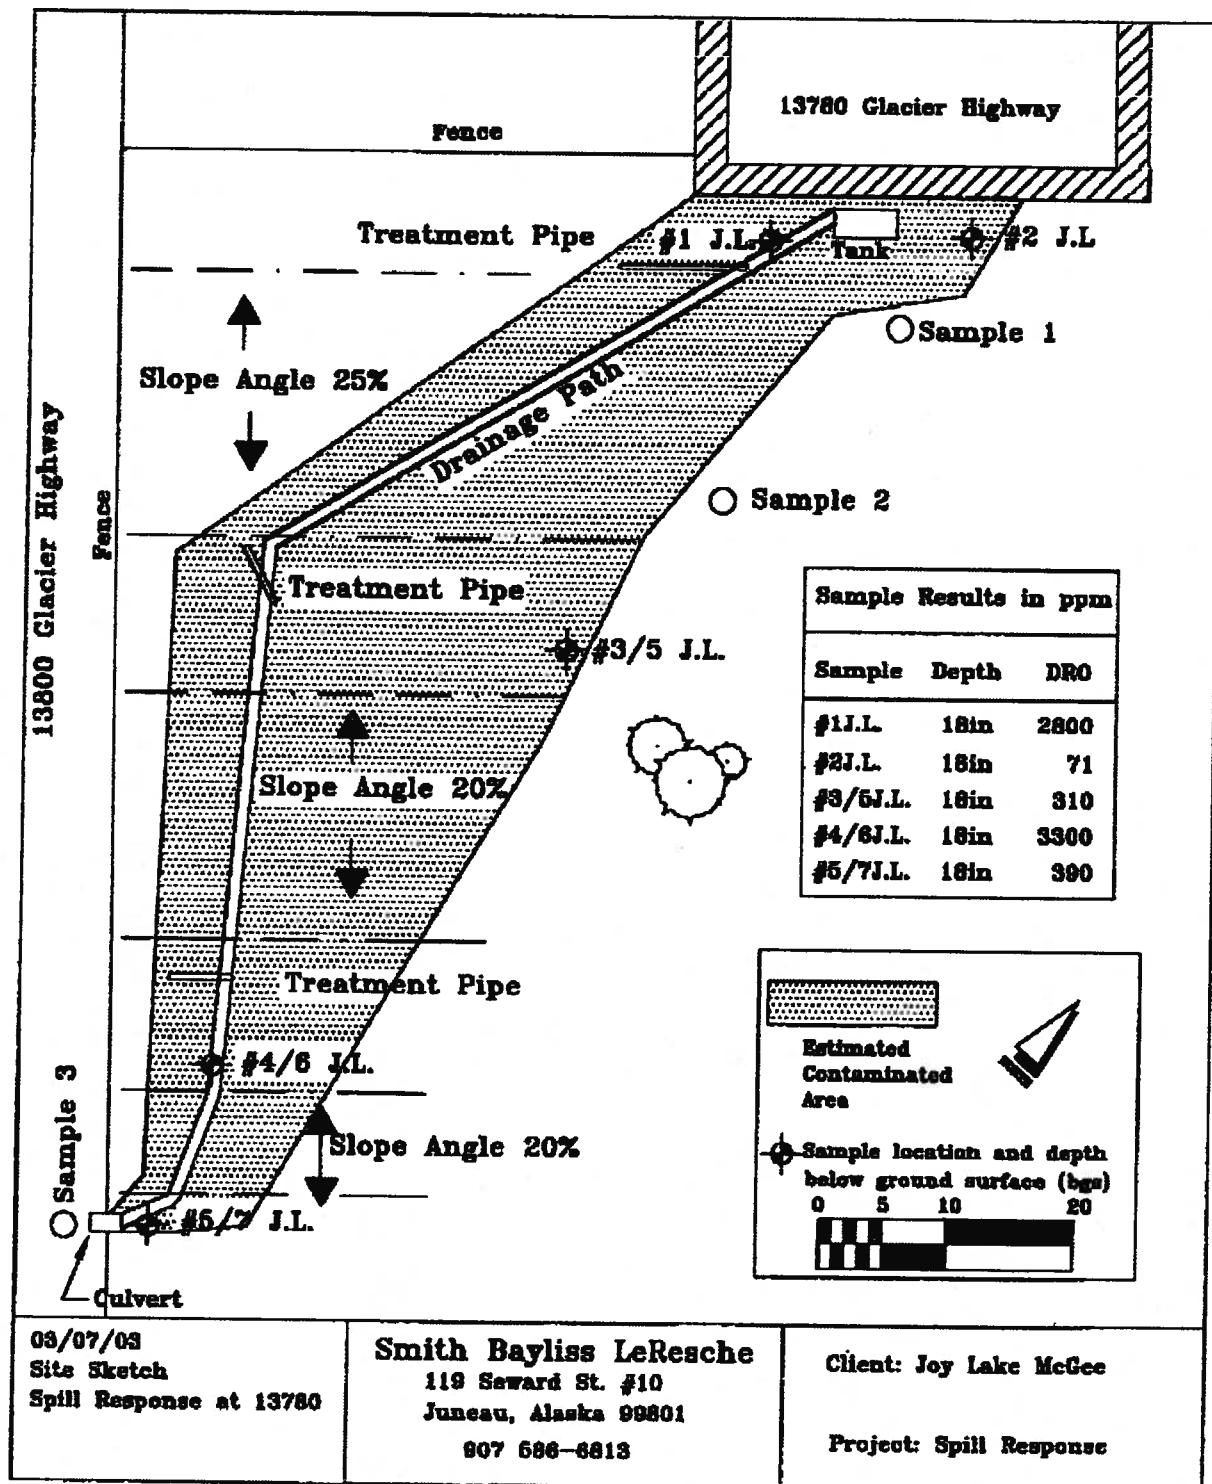 13780 Glacier Highway
Fence
Treatment Pipe
#1 J.L.
Tank
#2 J.L
Sample 1
Slope Angle 25%
Drainage Path
Sample 2
13800 Glacier Highway
Fence
Treatment Pipe
#3/5 J.L.
Sample Results in ppm
Sample Depth DRO
#1J.L. 18in 2800
#2J.L. 18in 71
#3/5J.L. 18in 310
#4/6J.L. 18in 3300
#5/7J.L. 18in 390
Slope Angle 20%
Treatment Pipe
#4/6 J.L.
Slope Angle 20%
Sample 3
#5/7 J.L.
Culvert
Estimated
Contaminated
Area
Sample location and depth
below ground surface (bgs)
0 5 10 20
03/07/03
Site Sketch
Spill Response at 13780
Smith Bayliss LeResche
119 Seward St. #10
Juneau, Alaska 99801
907 586-6813
Client: Joy Lake McGee
Project: Spill Response